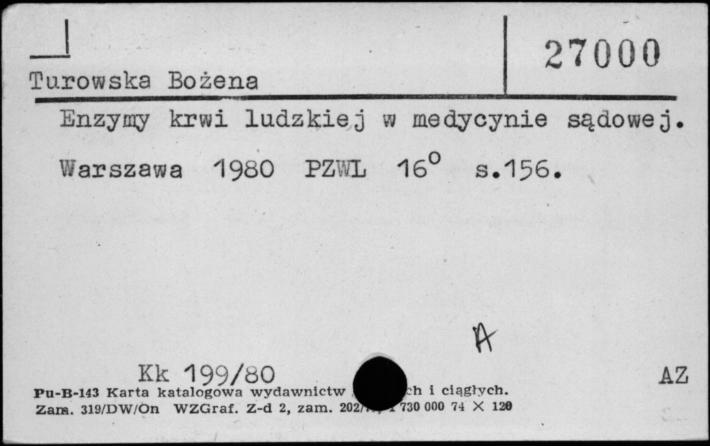 27000
Turowska Bożena
Enzymy krwi ludzkiej w medycynie sądowej.
Warszawa 1980 PZWL 16° s.156.
A
Kk 199/80
AZ
Pu-B-143 Karta katalogowa wydawnictw ch i ciągłych.
Zam. 319/DW/On WZGraf. Z-d 2, zam. 202/ 730 000 74 X 120